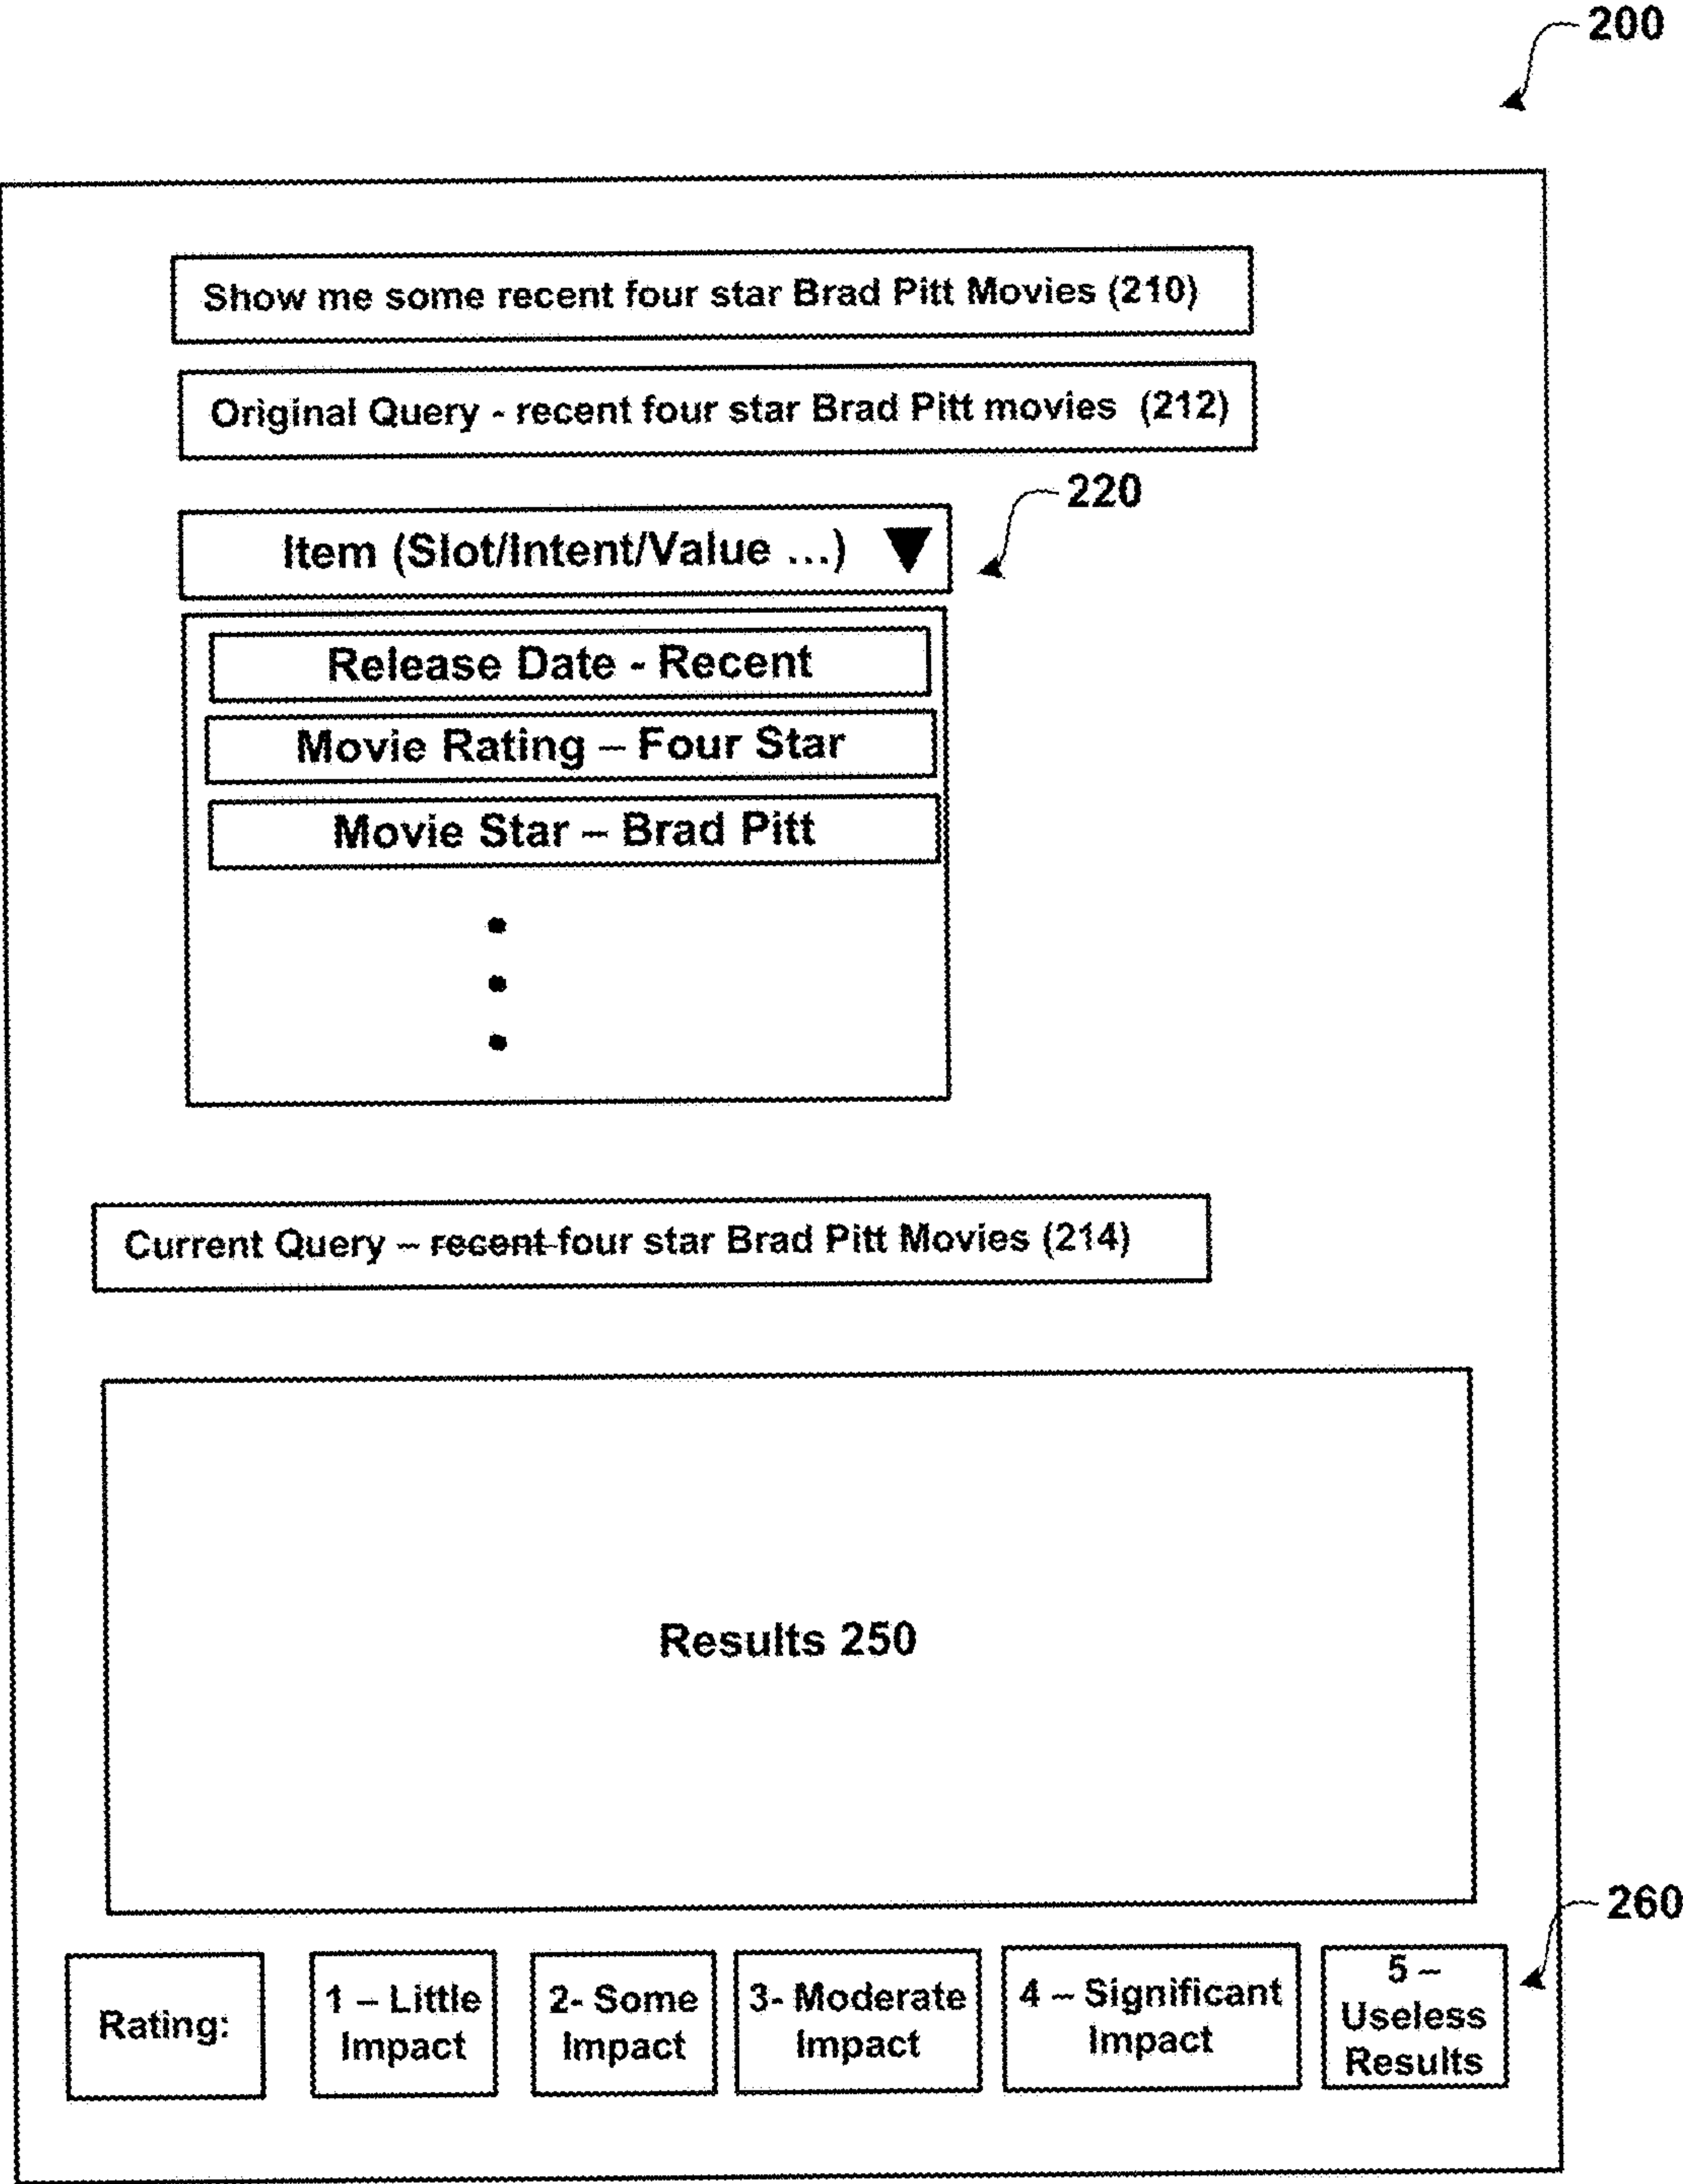 200
Show me some recent four star Brad Pitt Movies (210)
Original Query - recent four star Brad Pitt movies (212)
220
Item (Slot/Intent/Value ...) ▼
Release Date - Recent
Movie Rating – Four Star
Movie Star – Brad Pitt
Current Query – recent four star Brad Pitt Movies (214)
Results 250
260
Rating:
1 – Little
Impact
2- Some
Impact
3- Moderate
Impact
4 – Significant
Impact
5 –
Useless
Results